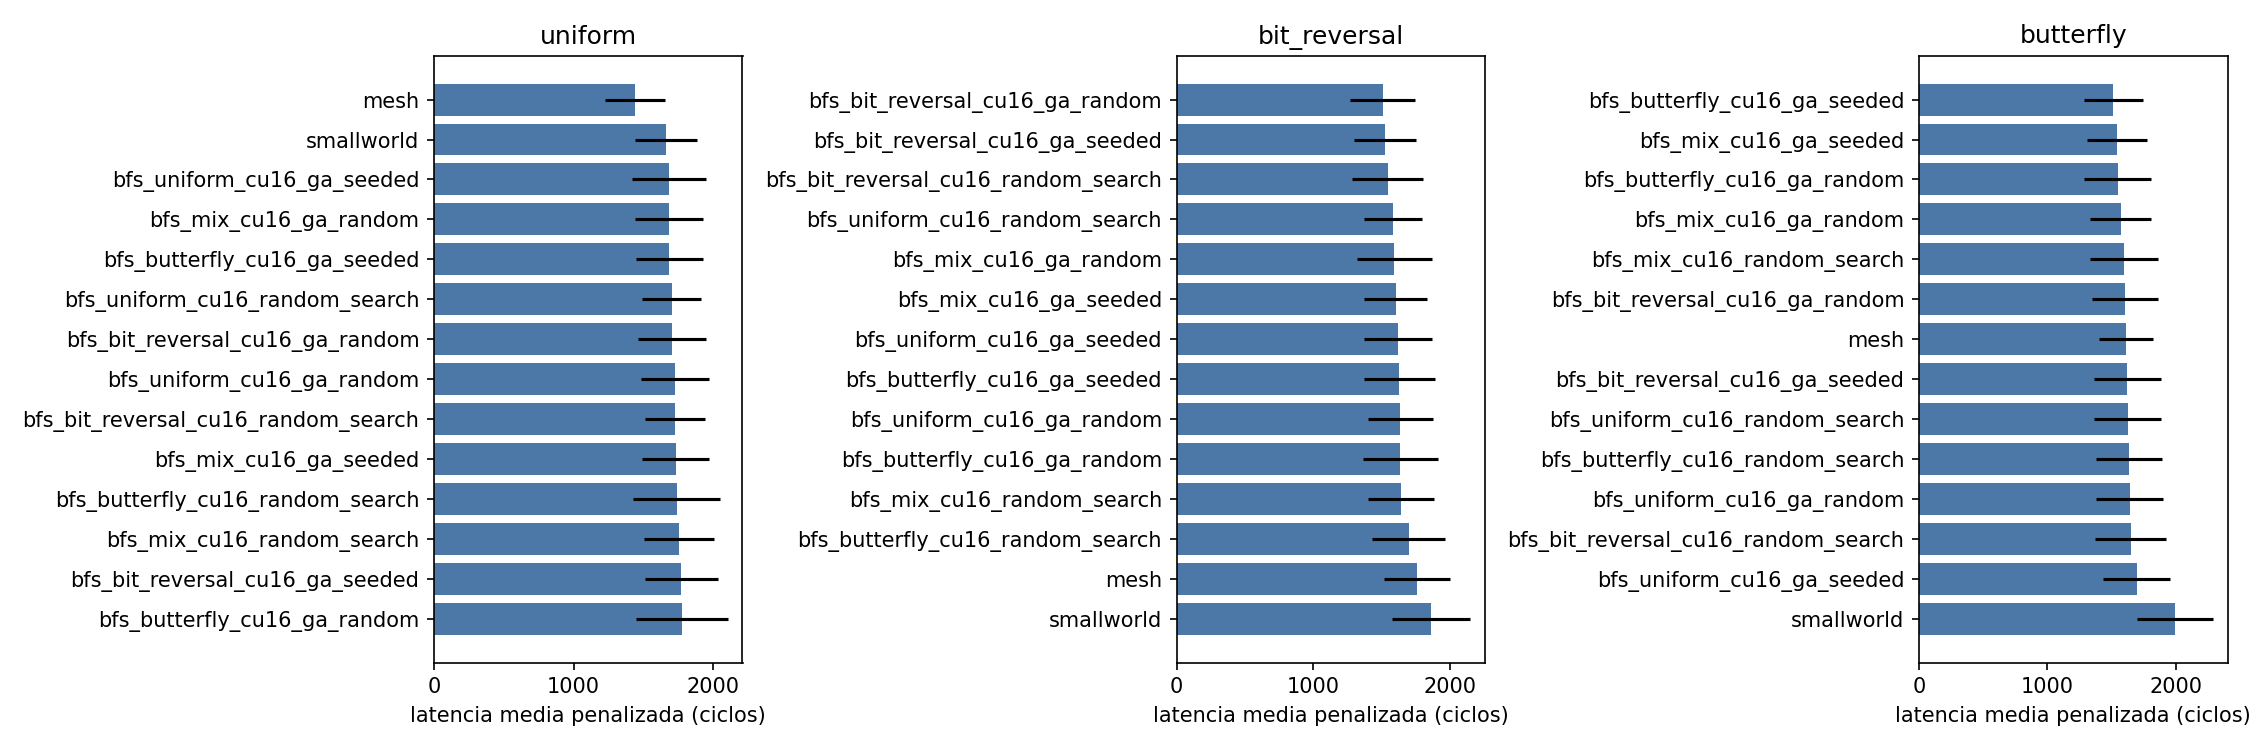 uniform
mesh
smallworld
bfs_uniform_cu16_ga_seeded
bfs_mix_cu16_ga_random
bfs_butterfly_cu16_ga_seeded
bfs_uniform_cu16_random_search
bfs_bit_reversal_cu16_ga_random
bfs_uniform_cu16_ga_random
bfs_bit_reversal_cu16_random_search
bfs_mix_cu16_ga_seeded
bfs_butterfly_cu16_random_search
bfs_mix_cu16_random_search
bfs_bit_reversal_cu16_ga_seeded
bfs_butterfly_cu16_ga_random
0 1000 2000
latencia media penalizada (ciclos)
bit_reversal
bfs_bit_reversal_cu16_ga_random
bfs_bit_reversal_cu16_ga_seeded
bfs_bit_reversal_cu16_random_search
bfs_uniform_cu16_random_search
bfs_mix_cu16_ga_random
bfs_mix_cu16_ga_seeded
bfs_uniform_cu16_ga_seeded
bfs_butterfly_cu16_ga_seeded
bfs_uniform_cu16_ga_random
bfs_butterfly_cu16_ga_random
bfs_mix_cu16_random_search
bfs_butterfly_cu16_random_search
mesh
smallworld
0 1000 2000
latencia media penalizada (ciclos)
butterfly
bfs_butterfly_cu16_ga_seeded
bfs_mix_cu16_ga_seeded
bfs_butterfly_cu16_ga_random
bfs_mix_cu16_ga_random
bfs_mix_cu16_random_search
bfs_bit_reversal_cu16_ga_random
mesh
bfs_bit_reversal_cu16_ga_seeded
bfs_uniform_cu16_random_search
bfs_butterfly_cu16_random_search
bfs_uniform_cu16_ga_random
bfs_bit_reversal_cu16_random_search
bfs_uniform_cu16_ga_seeded
smallworld
0 1000 2000
latencia media penalizada (ciclos)